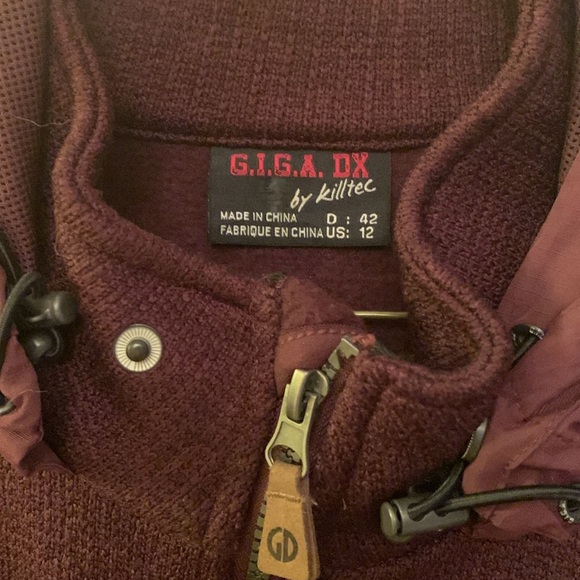 G.I.G.A. DX
by killtec
MADE IN CHINA D : 42
FABRIQUE EN CHINA US: 12
GD